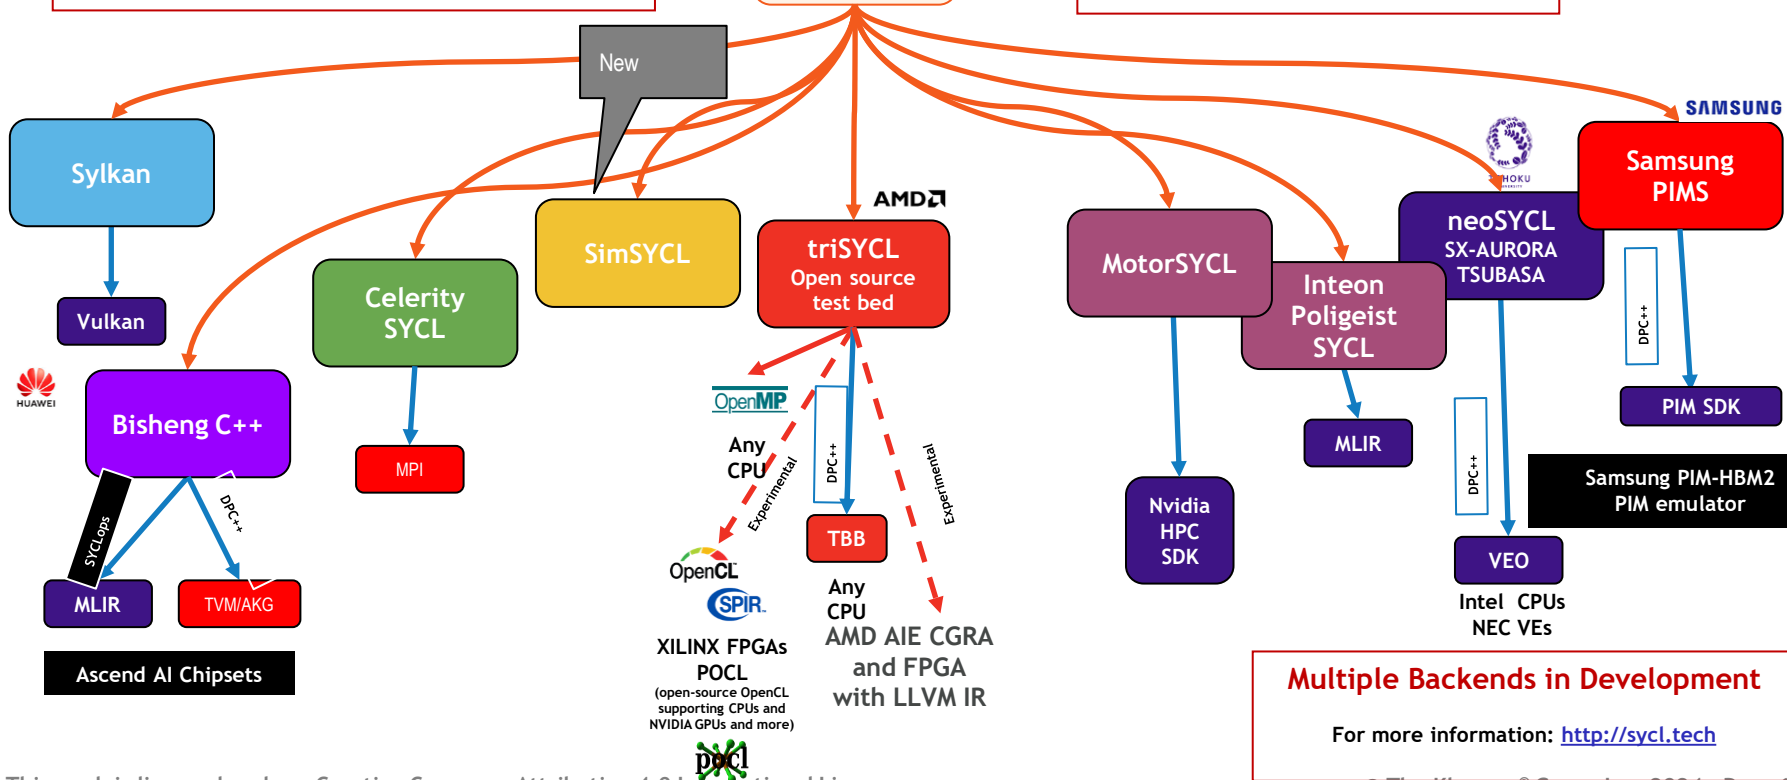 New
SAMSUNG
Sylkan
Samsung
PIMS
AMD
neoSYCL
SX-AURORA
TSUBASA
SimSYCL
triSYCL
Open source
test bed
MotorSYCL
Celerity
SYCL
Inteon
Poligeist
SYCL
Vulkan
HUAWEI
Bisheng C++
OpenMP
Any
CPU
DPC++
Experimental
Experimental
MPI
MLIR
DPC++
DPC++
PIM SDK
Samsung PIM-HBM2
PIM emulator
SYCLops
DPC++
Nvidia
HPC
SDK
TBB
Any
CPU
VEO
Intel CPUs
NEC VEs
MLIR
TVM/AKG
Ascend AI Chipsets
OpenCL
SPIR
XILINX FPGAs
POCL
(open-source OpenCL
supporting CPUs and
NVIDIA GPUs and more)
pocl
AMD AIE CGRA
and FPGA
with LLVM IR
Multiple Backends in Development
For more information: http://sycl.tech